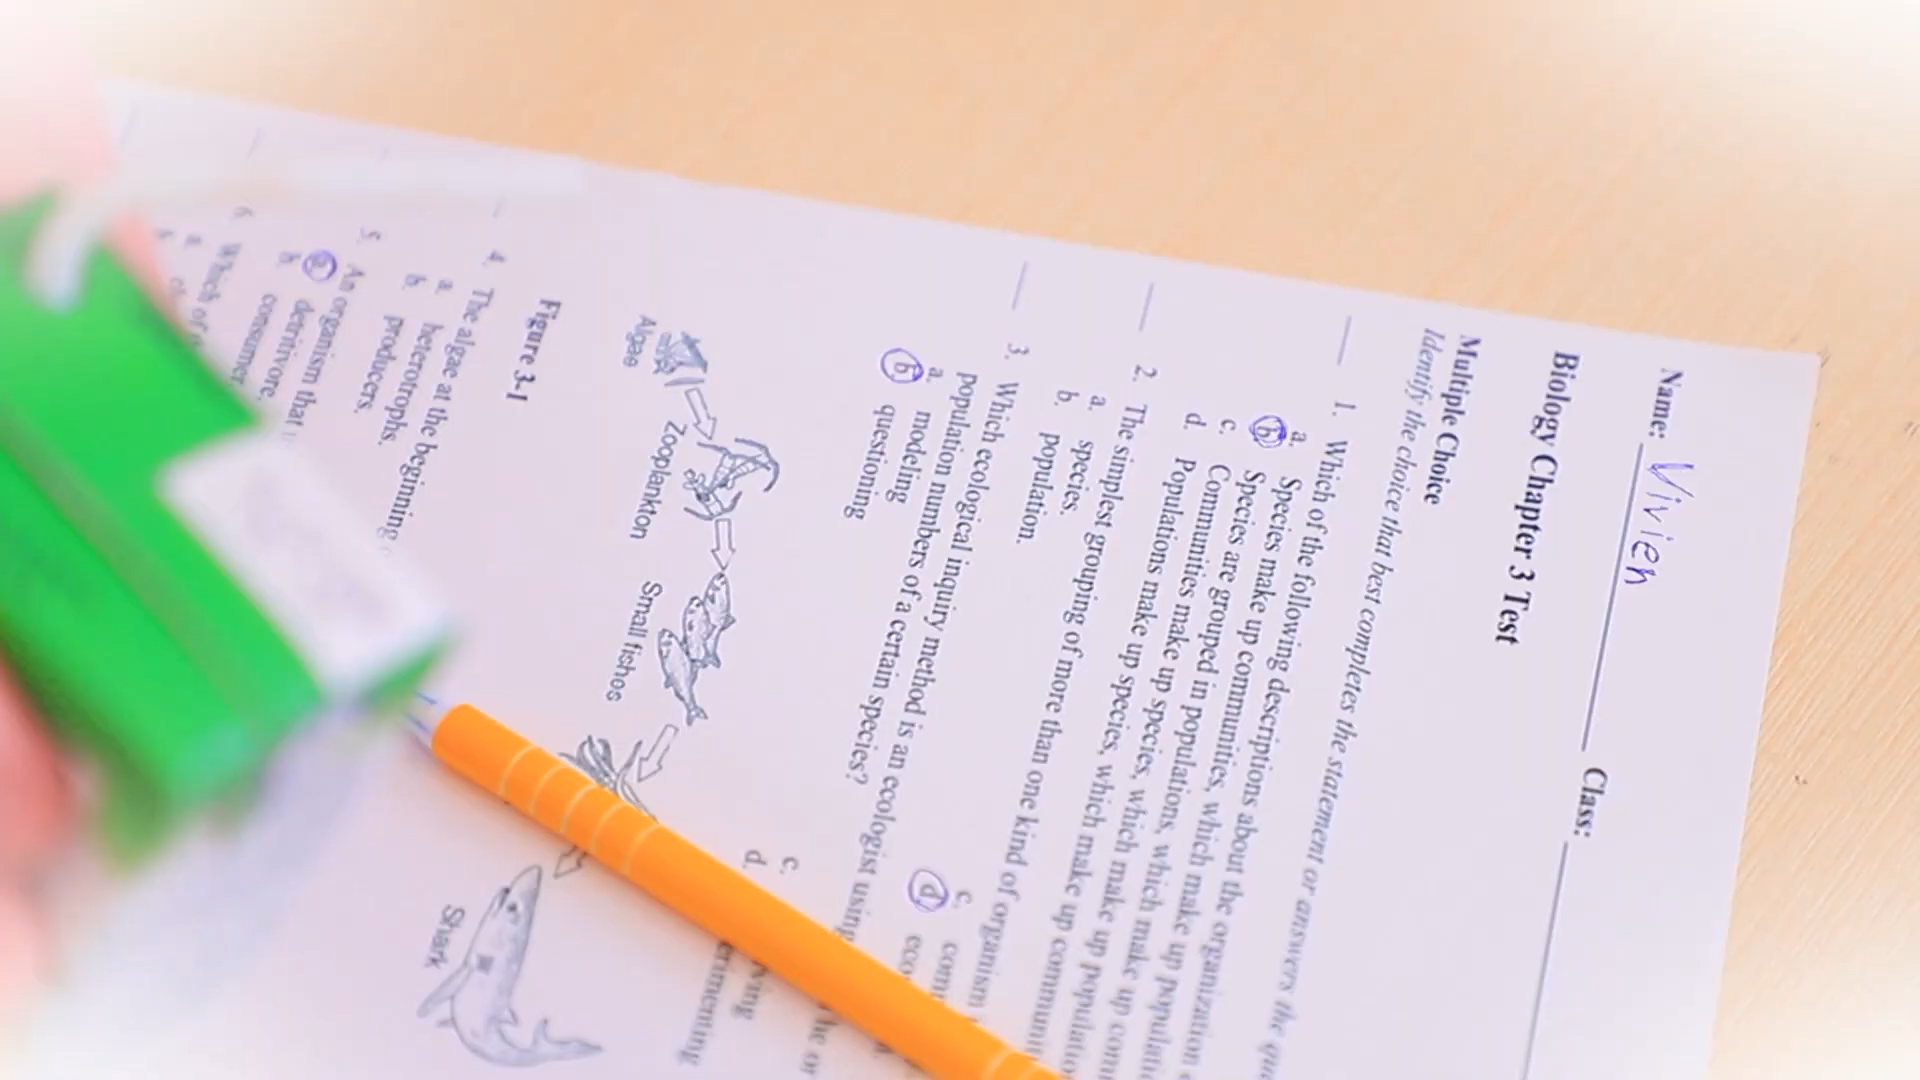 Name: Vivien Class:
Biology Chapter 3 Test
Multiple Choice
Identify the choice that best completes the statement or answers the
1. Which of the following descriptions about the organization
a. Species make up communities, which make up populatio
b. Species are grouped in populations, which make up comm
c. Communities make up species, which make up populatio
d. Populations make up species, which make up communi
2. The simplest grouping of more than one kind of organism
a. species.
b. population.
c. comm
d. eco
3. Which ecological inquiry method is an ecologist using
population numbers of a certain species?
a. modeling
b. questioning
c.
d. erimenting
Algae
Zooplankton
Small fishes
Shark
Figure 3-1
4. The algae at the beginning
a. heterotrophs.
b. producers.
5. An organism that
a. detritivore.
b. consumer.
6. Which of
a.